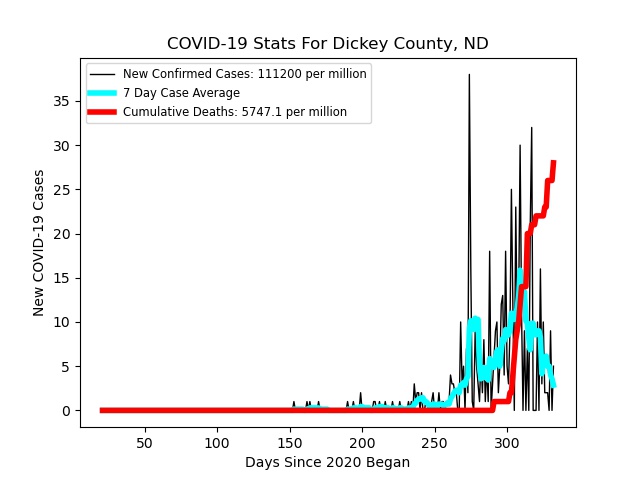 COVID-19 Stats For Dickey County, ND
New Confirmed Cases: 111200 per million
7 Day Case Average
Cumulative Deaths: 5747.1 per million
New COVID-19 Cases
35
30
25
20
15
10
5
0
50 100 150 200 250 300
Days Since 2020 Began